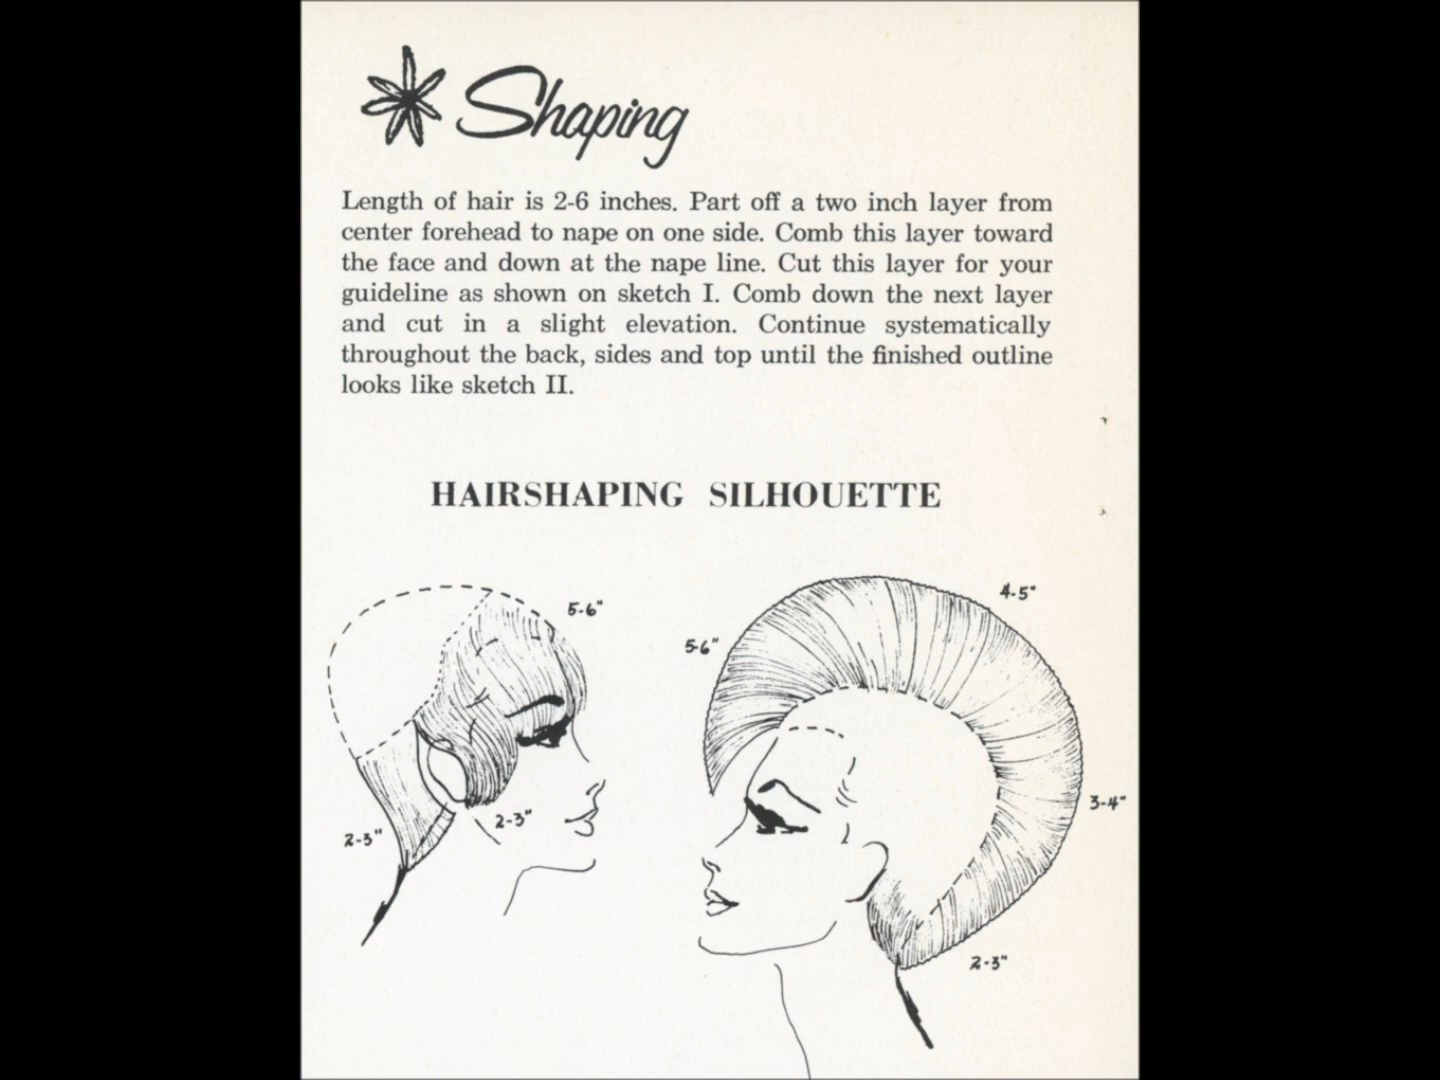 Shaping
Length of hair is 2-6 inches. Part off a two inch layer from
center forehead to nape on one side. Comb this layer toward
the face and down at the nape line. Cut this layer for your
guideline as shown on sketch I. Comb down the next layer
and cut in a slight elevation. Continue systematically
throughout the back, sides and top until the finished outline
looks like sketch II.
HAIRSHAPING SILHOUETTE
5-6"
2-3"
2-3"
4-5"
5-6"
3-4"
2-3"